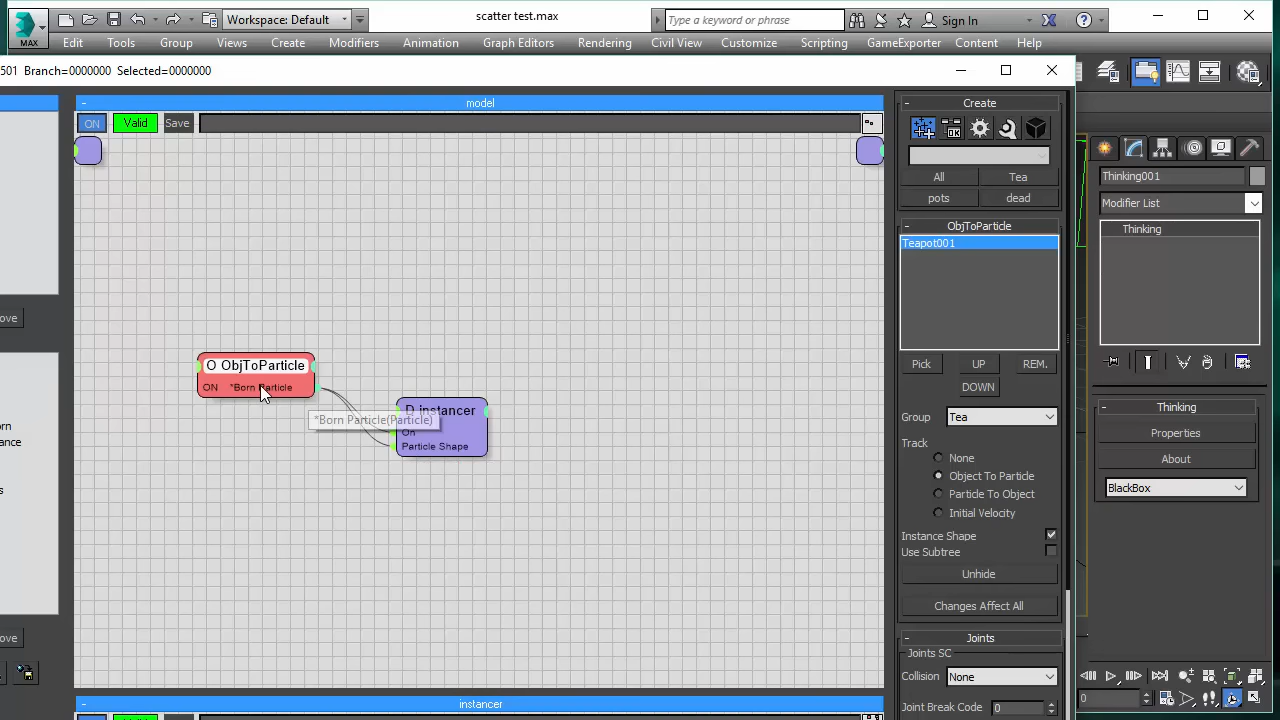 MAX
Workspace: Default
scatter test.max
Type a keyword or phrase
Sign In
Edit Tools Group Views Create Modifiers Animation Graph Editors Rendering Civil View Customize Scripting GameExporter Content Help
501 Branch=0000000 Selected=0000000
- model
ON Valid Save
O ObjToParticle
ON *Born Particle
*Born Particle(Particle)
D instancer
On
Particle Shape
- instancer
ove
orn
ance
s
ove
- Create
All Tea
pots dead
- ObjToParticle
Teapot001
Pick UP REM.
DOWN
Group: Tea
Track
None
Object To Particle
Particle To Object
Initial Velocity
Instance Shape
Use Subtree
Unhide
Changes Affect All
- Joints
Joints SC
Collision None
Joint Break Code 0
Thinking001
Modifier List
Thinking
- Thinking
Properties
About
BlackBox
0